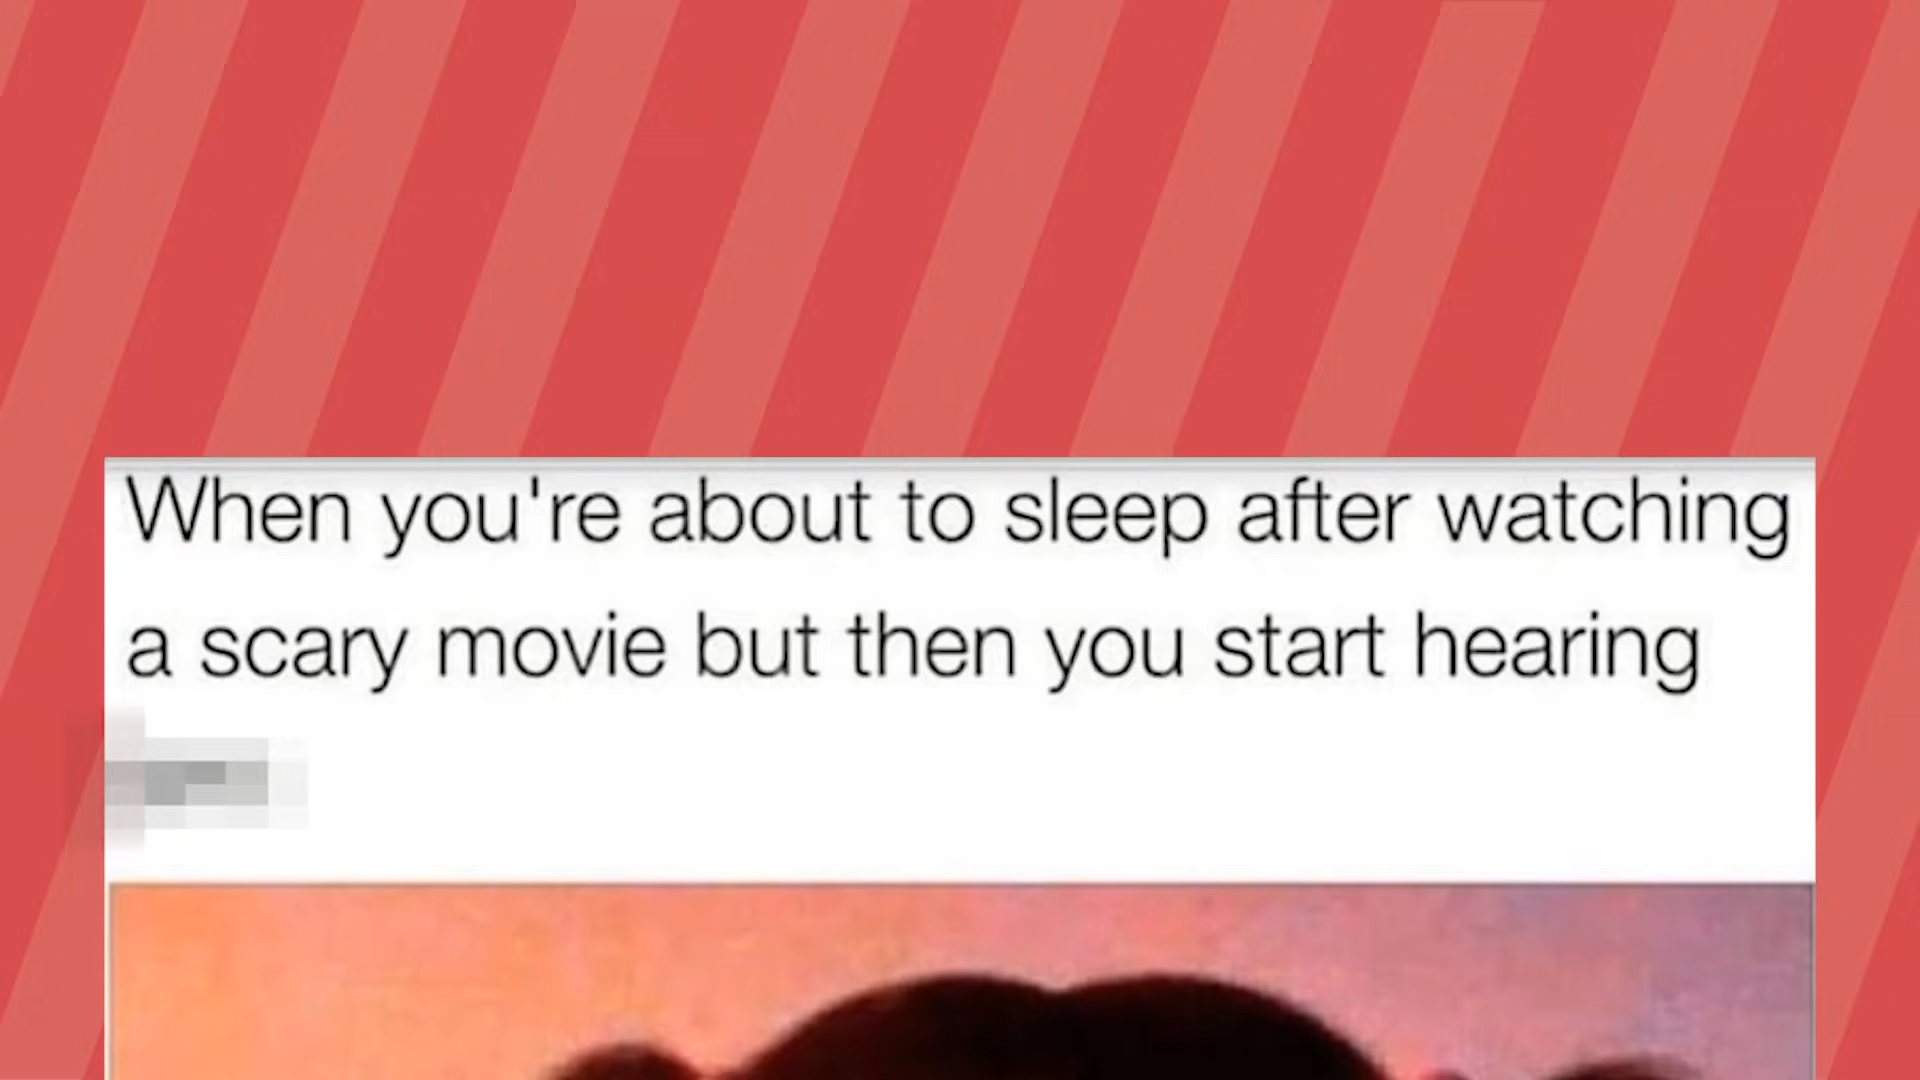 When you're about to sleep after watching
a scary movie but then you start hearing